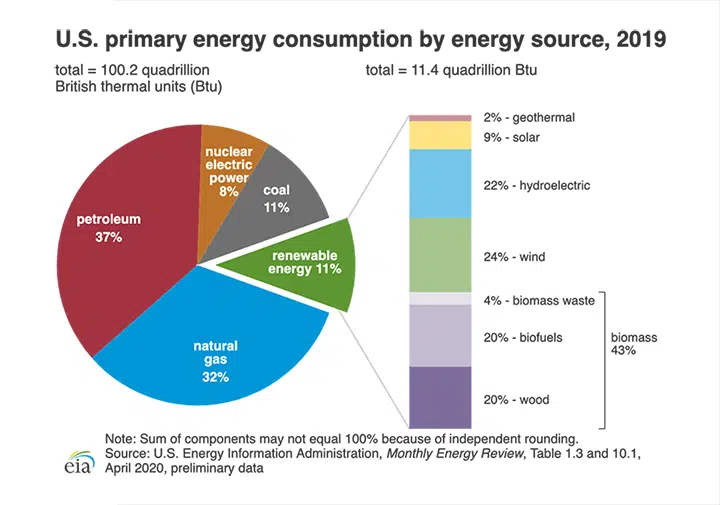 U.S. primary energy consumption by energy source, 2019
total = 100.2 quadrillion
British thermal units (Btu)
total = 11.4 quadrillion Btu
nuclear
electric
power
8%
coal
11%
petroleum
37%
renewable
energy 11%
natural
gas
32%
2% - geothermal
9% - solar
22% - hydroelectric
24% - wind
4% - biomass waste
20% - biofuels
20% - wood
biomass
43%
Note: Sum of components may not equal 100% because of independent rounding.
Source: U.S. Energy Information Administration, Monthly Energy Review, Table 1.3 and 10.1,
April 2020, preliminary data
eia